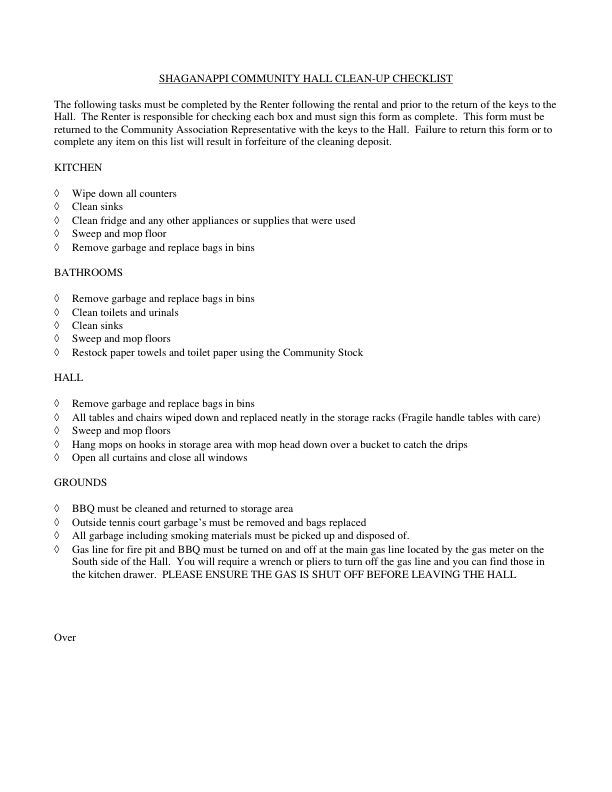 SHAGANAPPI COMMUNITY HALL CLEAN-UP CHECKLIST
The following tasks must be completed by the Renter following the rental and prior to the return of the keys to the
Hall.  The Renter is responsible for checking each box and must sign this form as complete.  This form must be
returned to the Community Association Representative with the keys to the Hall.  Failure to return this form or to
complete any item on this list will result in forfeiture of the cleaning deposit.
KITCHEN
◊ Wipe down all counters
◊ Clean sinks
◊ Clean fridge and any other appliances or supplies that were used
◊ Sweep and mop floor
◊ Remove garbage and replace bags in bins
BATHROOMS
◊ Remove garbage and replace bags in bins
◊ Clean toilets and urinals
◊ Clean sinks
◊ Sweep and mop floors
◊ Restock paper towels and toilet paper using the Community Stock
HALL
◊ Remove garbage and replace bags in bins
◊ All tables and chairs wiped down and replaced neatly in the storage racks (Fragile handle tables with care)
◊ Sweep and mop floors
◊ Hang mops on hooks in storage area with mop head down over a bucket to catch the drips
◊ Open all curtains and close all windows
GROUNDS
◊ BBQ must be cleaned and returned to storage area
◊ Outside tennis court garbage's must be removed and bags replaced
◊ All garbage including smoking materials must be picked up and disposed of.
◊ Gas line for fire pit and BBQ must be turned on and off at the main gas line located by the gas meter on the
South side of the Hall.  You will require a wrench or pliers to turn off the gas line and you can find those in
the kitchen drawer.  PLEASE ENSURE THE GAS IS SHUT OFF BEFORE LEAVING THE HALL
Over